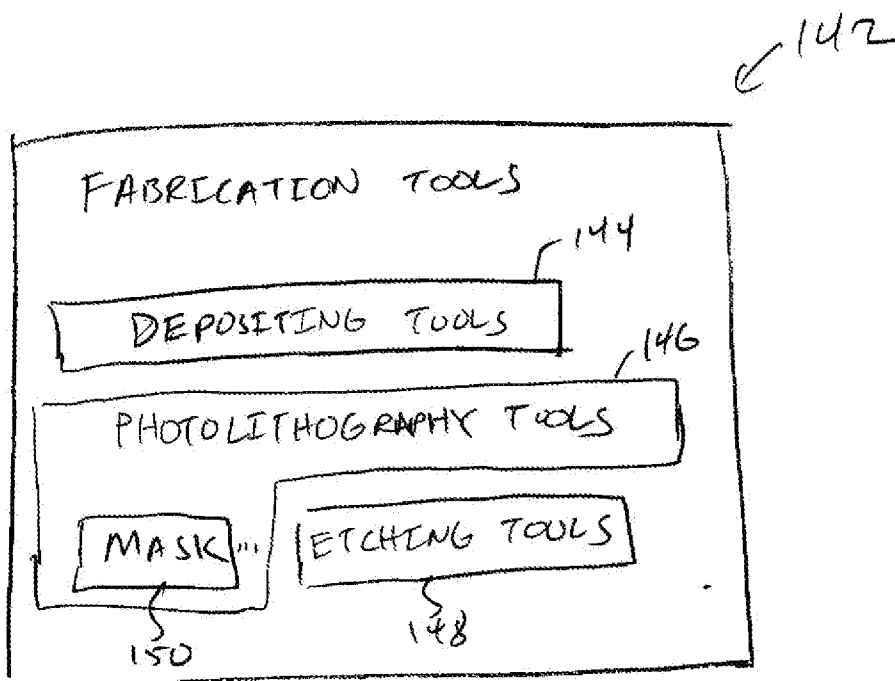 142
FABRICATION TOOLS
144
DEPOSITING TOOLS
146
PHOTOLITHOGRAPHY TOOLS
MASK... ETCHING TOOLS
150 148